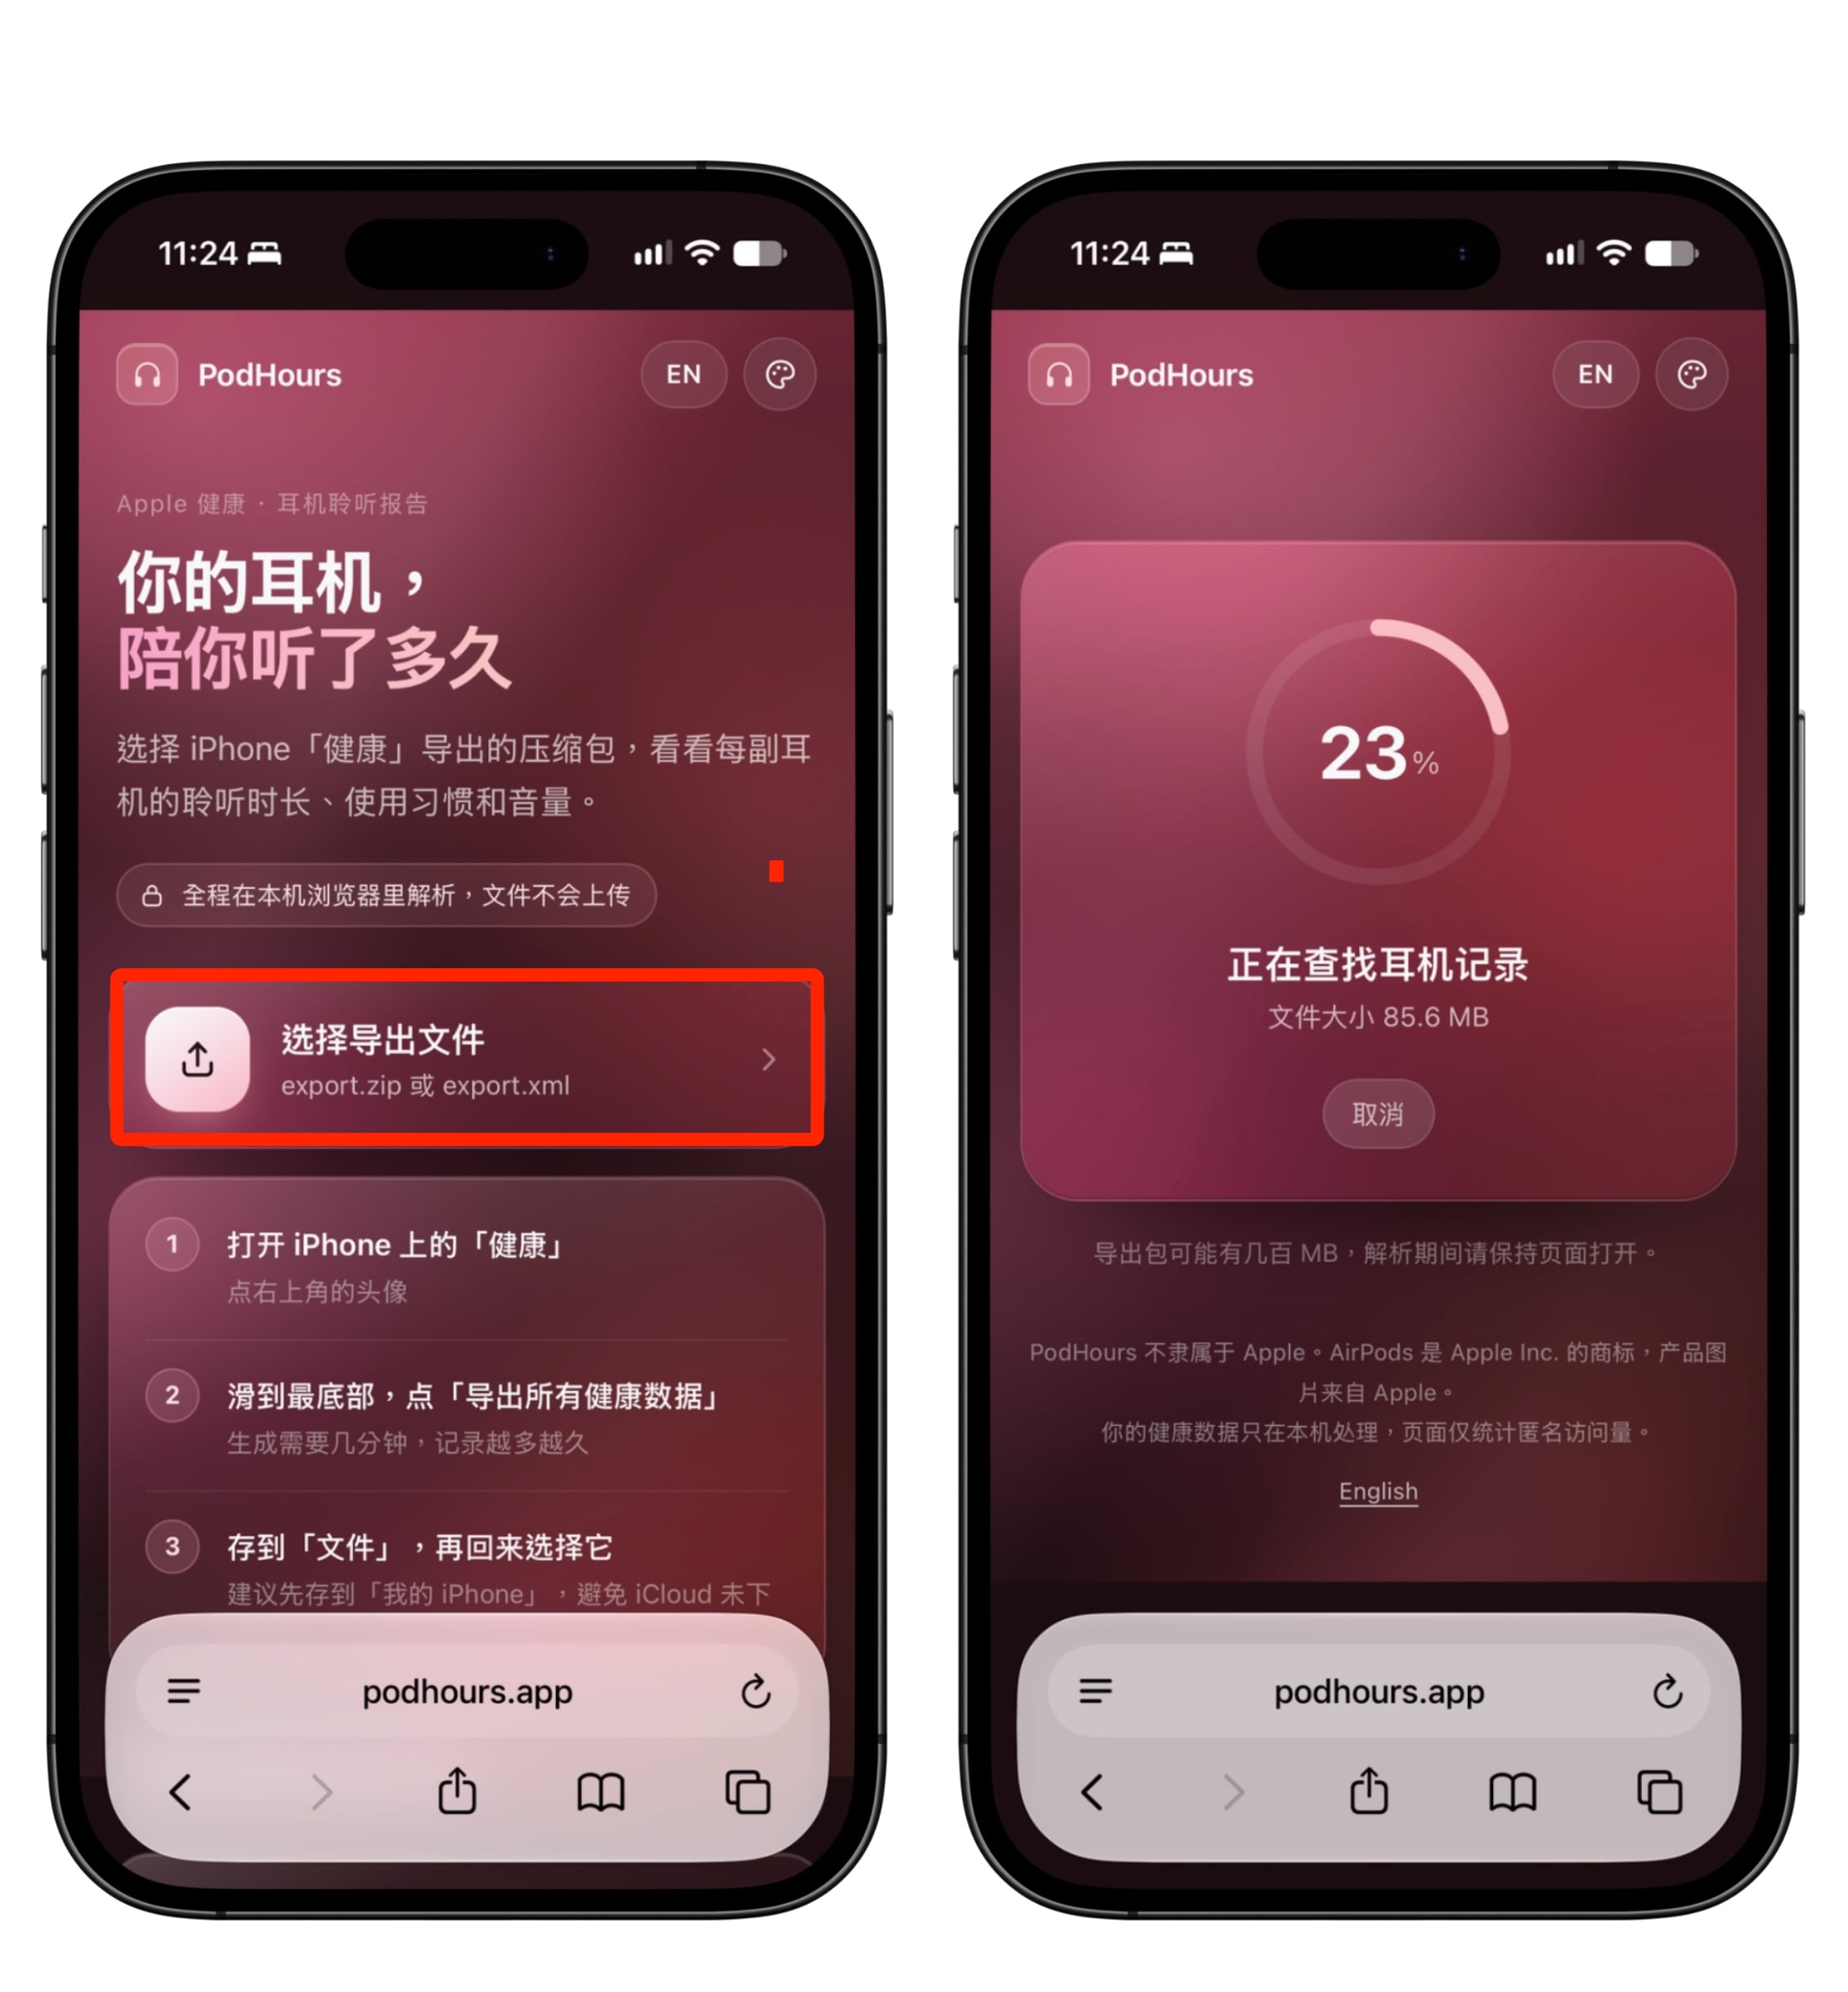 11:24
PodHours
EN
Apple 健康 · 耳机聆听报告
你的耳机，
陪你听了多久
选择 iPhone「健康」导出的压缩包，看看每副耳
机的聆听时长、使用习惯和音量。
全程在本机浏览器里解析，文件不会上传
选择导出文件
export.zip 或 export.xml
1
打开 iPhone 上的「健康」
点右上角的头像
2
滑到最底部，点「导出所有健康数据」
生成需要几分钟，记录越多越久
3
存到「文件」，再回来选择它
建议先存到「我的 iPhone」，避免 iCloud 未下
podhours.app
11:24
PodHours
EN
23%
正在查找耳机记录
文件大小 85.6 MB
取消
导出包可能有几百 MB，解析期间请保持页面打开。
PodHours 不隶属于 Apple。AirPods 是 Apple Inc. 的商标，产品图
片来自 Apple。
你的健康数据只在本机处理，页面仅统计匿名访问量。
English
podhours.app